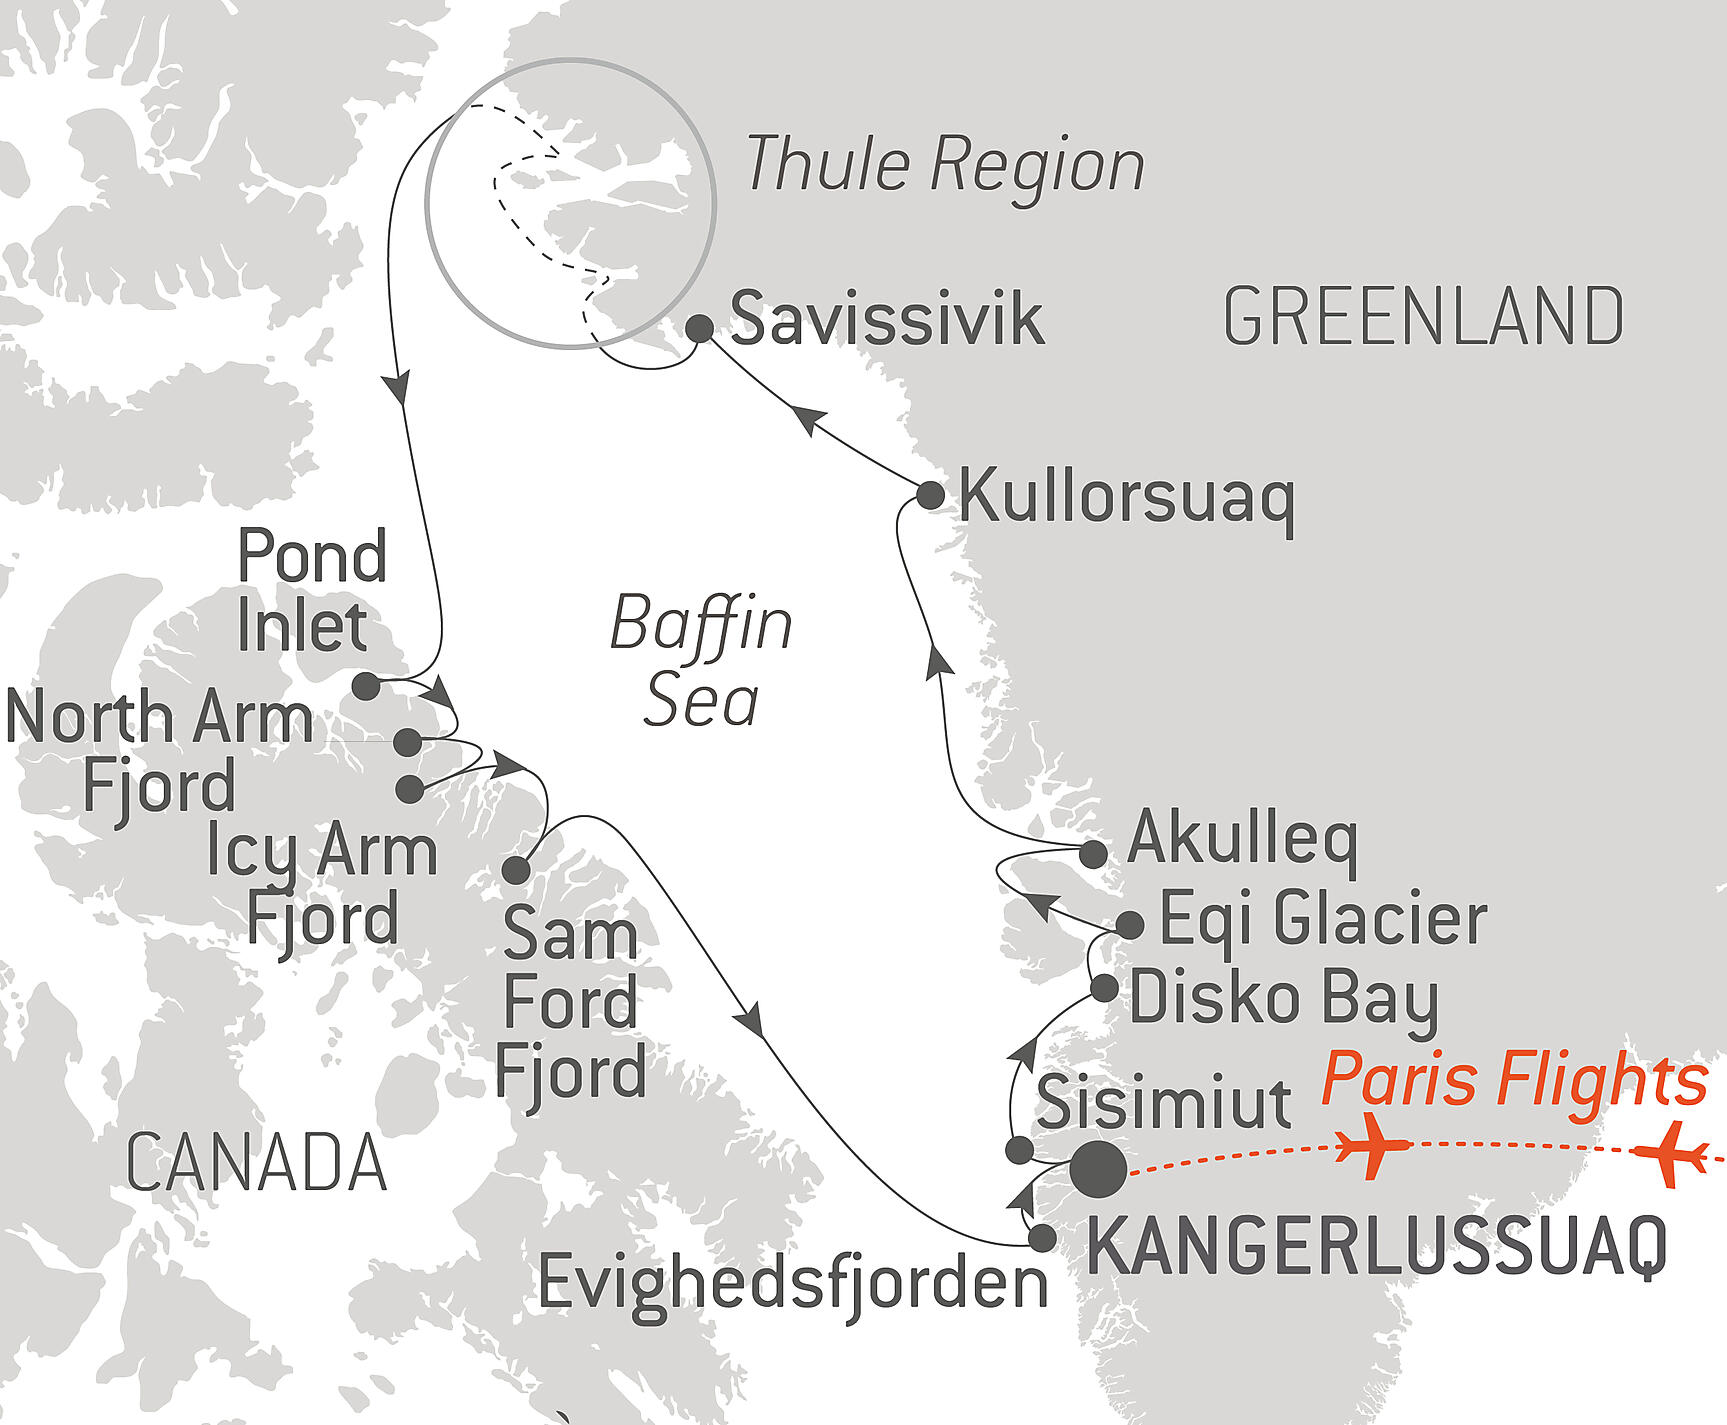 Thule Region
Savissivik
GREENLAND
Kullorsuaq
Pond
Inlet
Baffin
Sea
North Arm
Fjord
Icy Arm
Fjord
Akulleq
Eqi Glacier
Sam
Ford
Fjord
Disko Bay
Paris Flights
Sisimiut
CANADA
KANGERLUSSUAQ
Evighedsfjorden